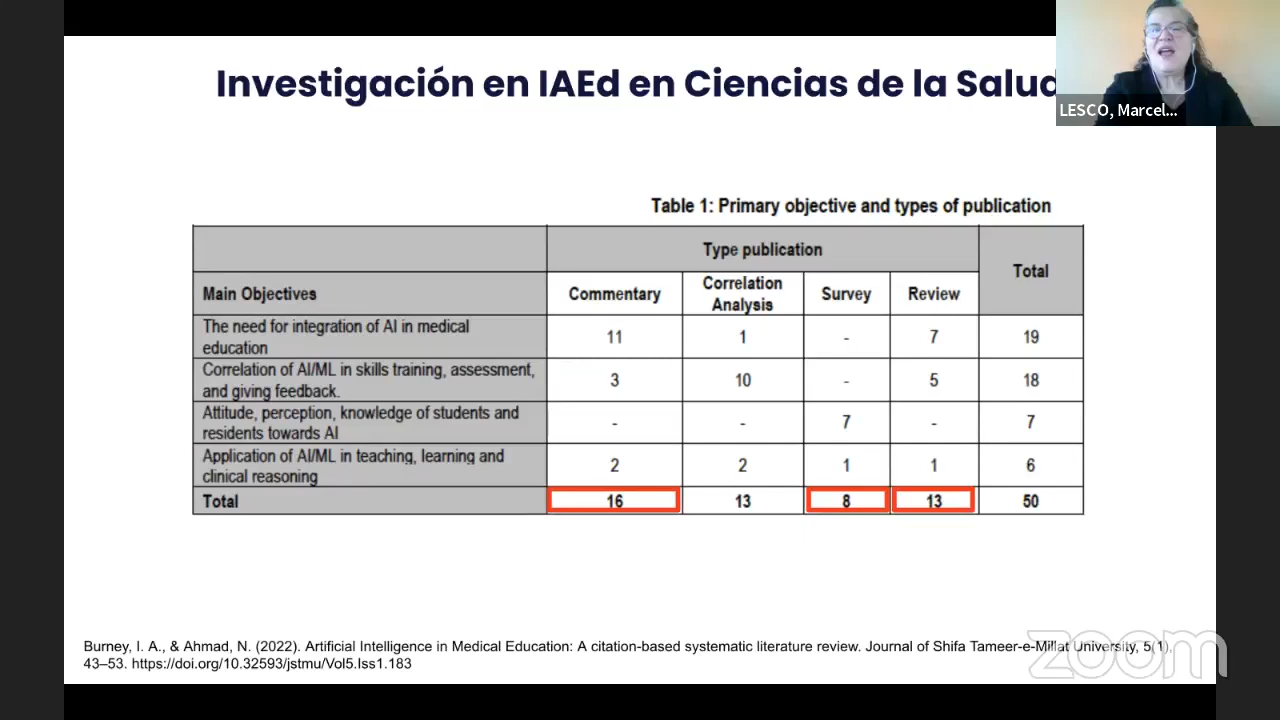 Investigación en IAEd en Ciencias de la Salud
LESCO, Marcel...
Table 1: Primary objective and types of publication
Type publication
Total
Main Objectives
Commentary
Correlation
Analysis
Survey
Review
The need for integration of AI in medical
education
11
1
-
7
19
Correlation of AI/ML in skills training, assessment,
and giving feedback.
3
10
-
5
18
Attitude, perception, knowledge of students and
residents towards AI
-
-
7
-
7
Application of AI/ML in teaching, learning and
clinical reasoning
2
2
1
1
6
Total
16
13
8
13
50
Burney, I. A., & Ahmad, N. (2022). Artificial Intelligence in Medical Education: A citation-based systematic literature review. Journal of Shifa Tameer-e-Millat University, 5(1),
43–53. https://doi.org/10.32593/jstmu/Vol5.Iss1.183
zoom